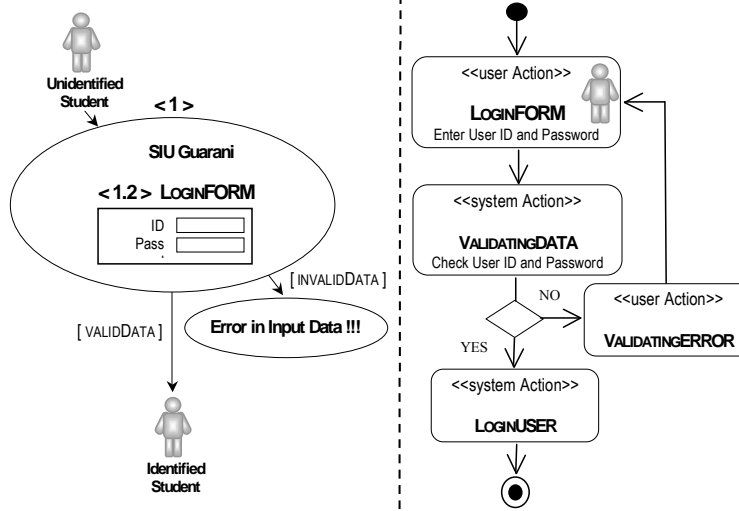 Unidentified
Student
< 1 >
SIU Guarani
< 1.2 > LOGINFORM
ID
Pass
.
[ INVALIDDATA ]
[ VALIDDATA ]
Error in Input Data !!!
Identified
Student
<<user Action>>
LOGINFORM
Enter User ID and Password
<<system Action>>
VALIDATINGDATA
Check User ID and Password
NO
YES
<<user Action>>
VALIDATINGERROR
<<system Action>>
LOGINUSER